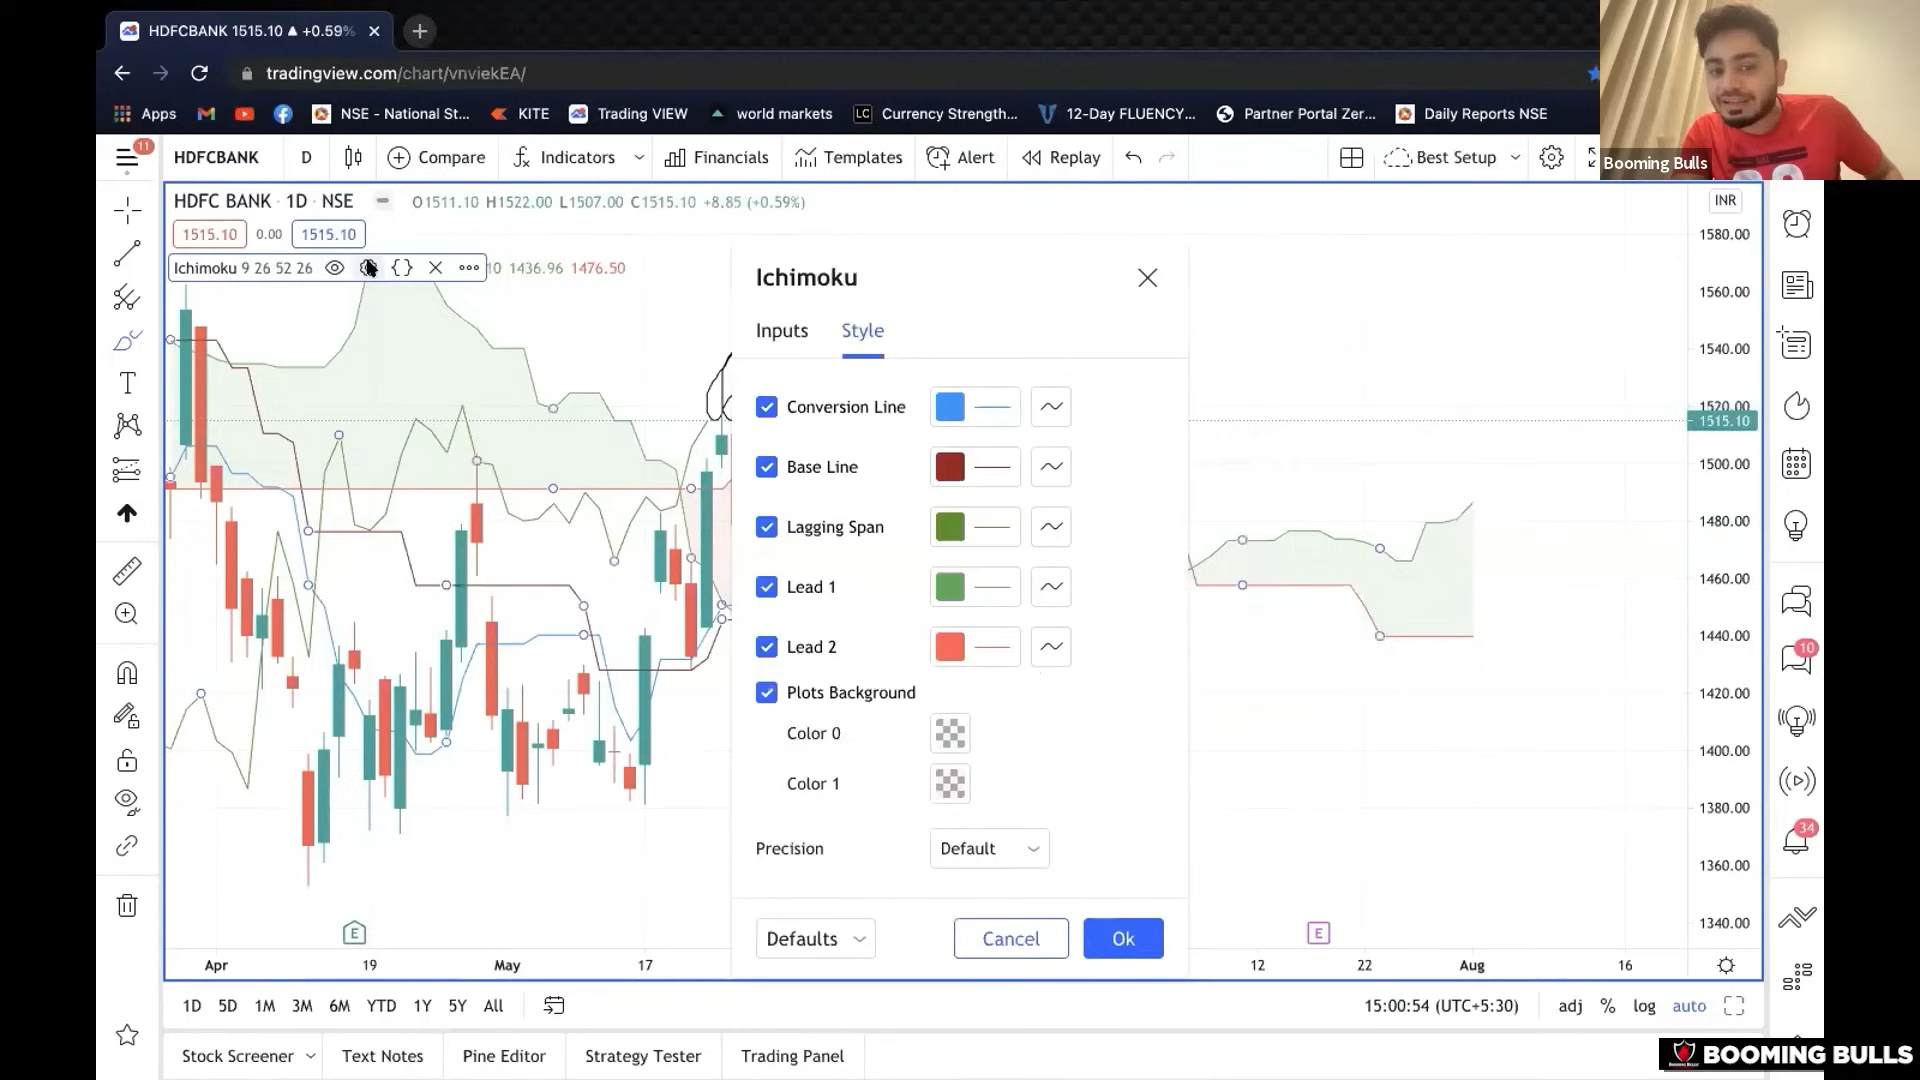 HDFCBANK 1515.10 ▲ +0.59%
tradingview.com/chart/vnviekEA/
Apps
NSE - National St...
KITE
Trading VIEW
world markets
LC Currency Strength...
12-Day FLUENCY...
Partner Portal Zer...
Daily Reports NSE
Booming Bulls
11
HDFCBANK D Compare Indicators Financials Templates Alert Replay Best Setup
HDFC BANK · 1D · NSE O1511.10 H1522.00 L1507.00 C1515.10 +8.85 (+0.59%)
INR
1515.10 0.00 1515.10
Ichimoku 9 26 52 26 10 1436.96 1476.50
Ichimoku
Inputs Style
Conversion Line
Base Line
Lagging Span
Lead 1
Lead 2
Plots Background
Color 0
Color 1
Precision Default
Defaults Cancel Ok
1580.00
1560.00
1540.00
1520.00
1515.10
1500.00
1480.00
1460.00
1440.00
1420.00
1400.00
1380.00
1360.00
1340.00
10
34
E
E
Apr 19 May 17 12 22 Aug 16
1D 5D 1M 3M 6M YTD 1Y 5Y All
15:00:54 (UTC+5:30) adj % log auto
Stock Screener Text Notes Pine Editor Strategy Tester Trading Panel
BOOMING BULLS